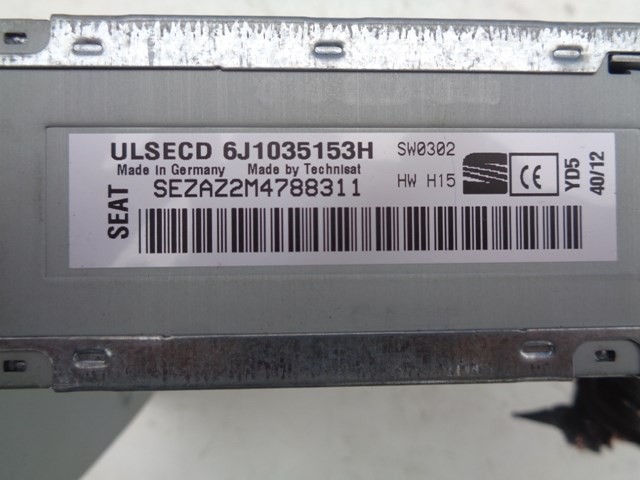 ULSECD 6J1035153H SW0302
Made in Germany Made by Technisat
SEZAZ2M4788311 HW H15
SEAT
CE
YD5
40/12